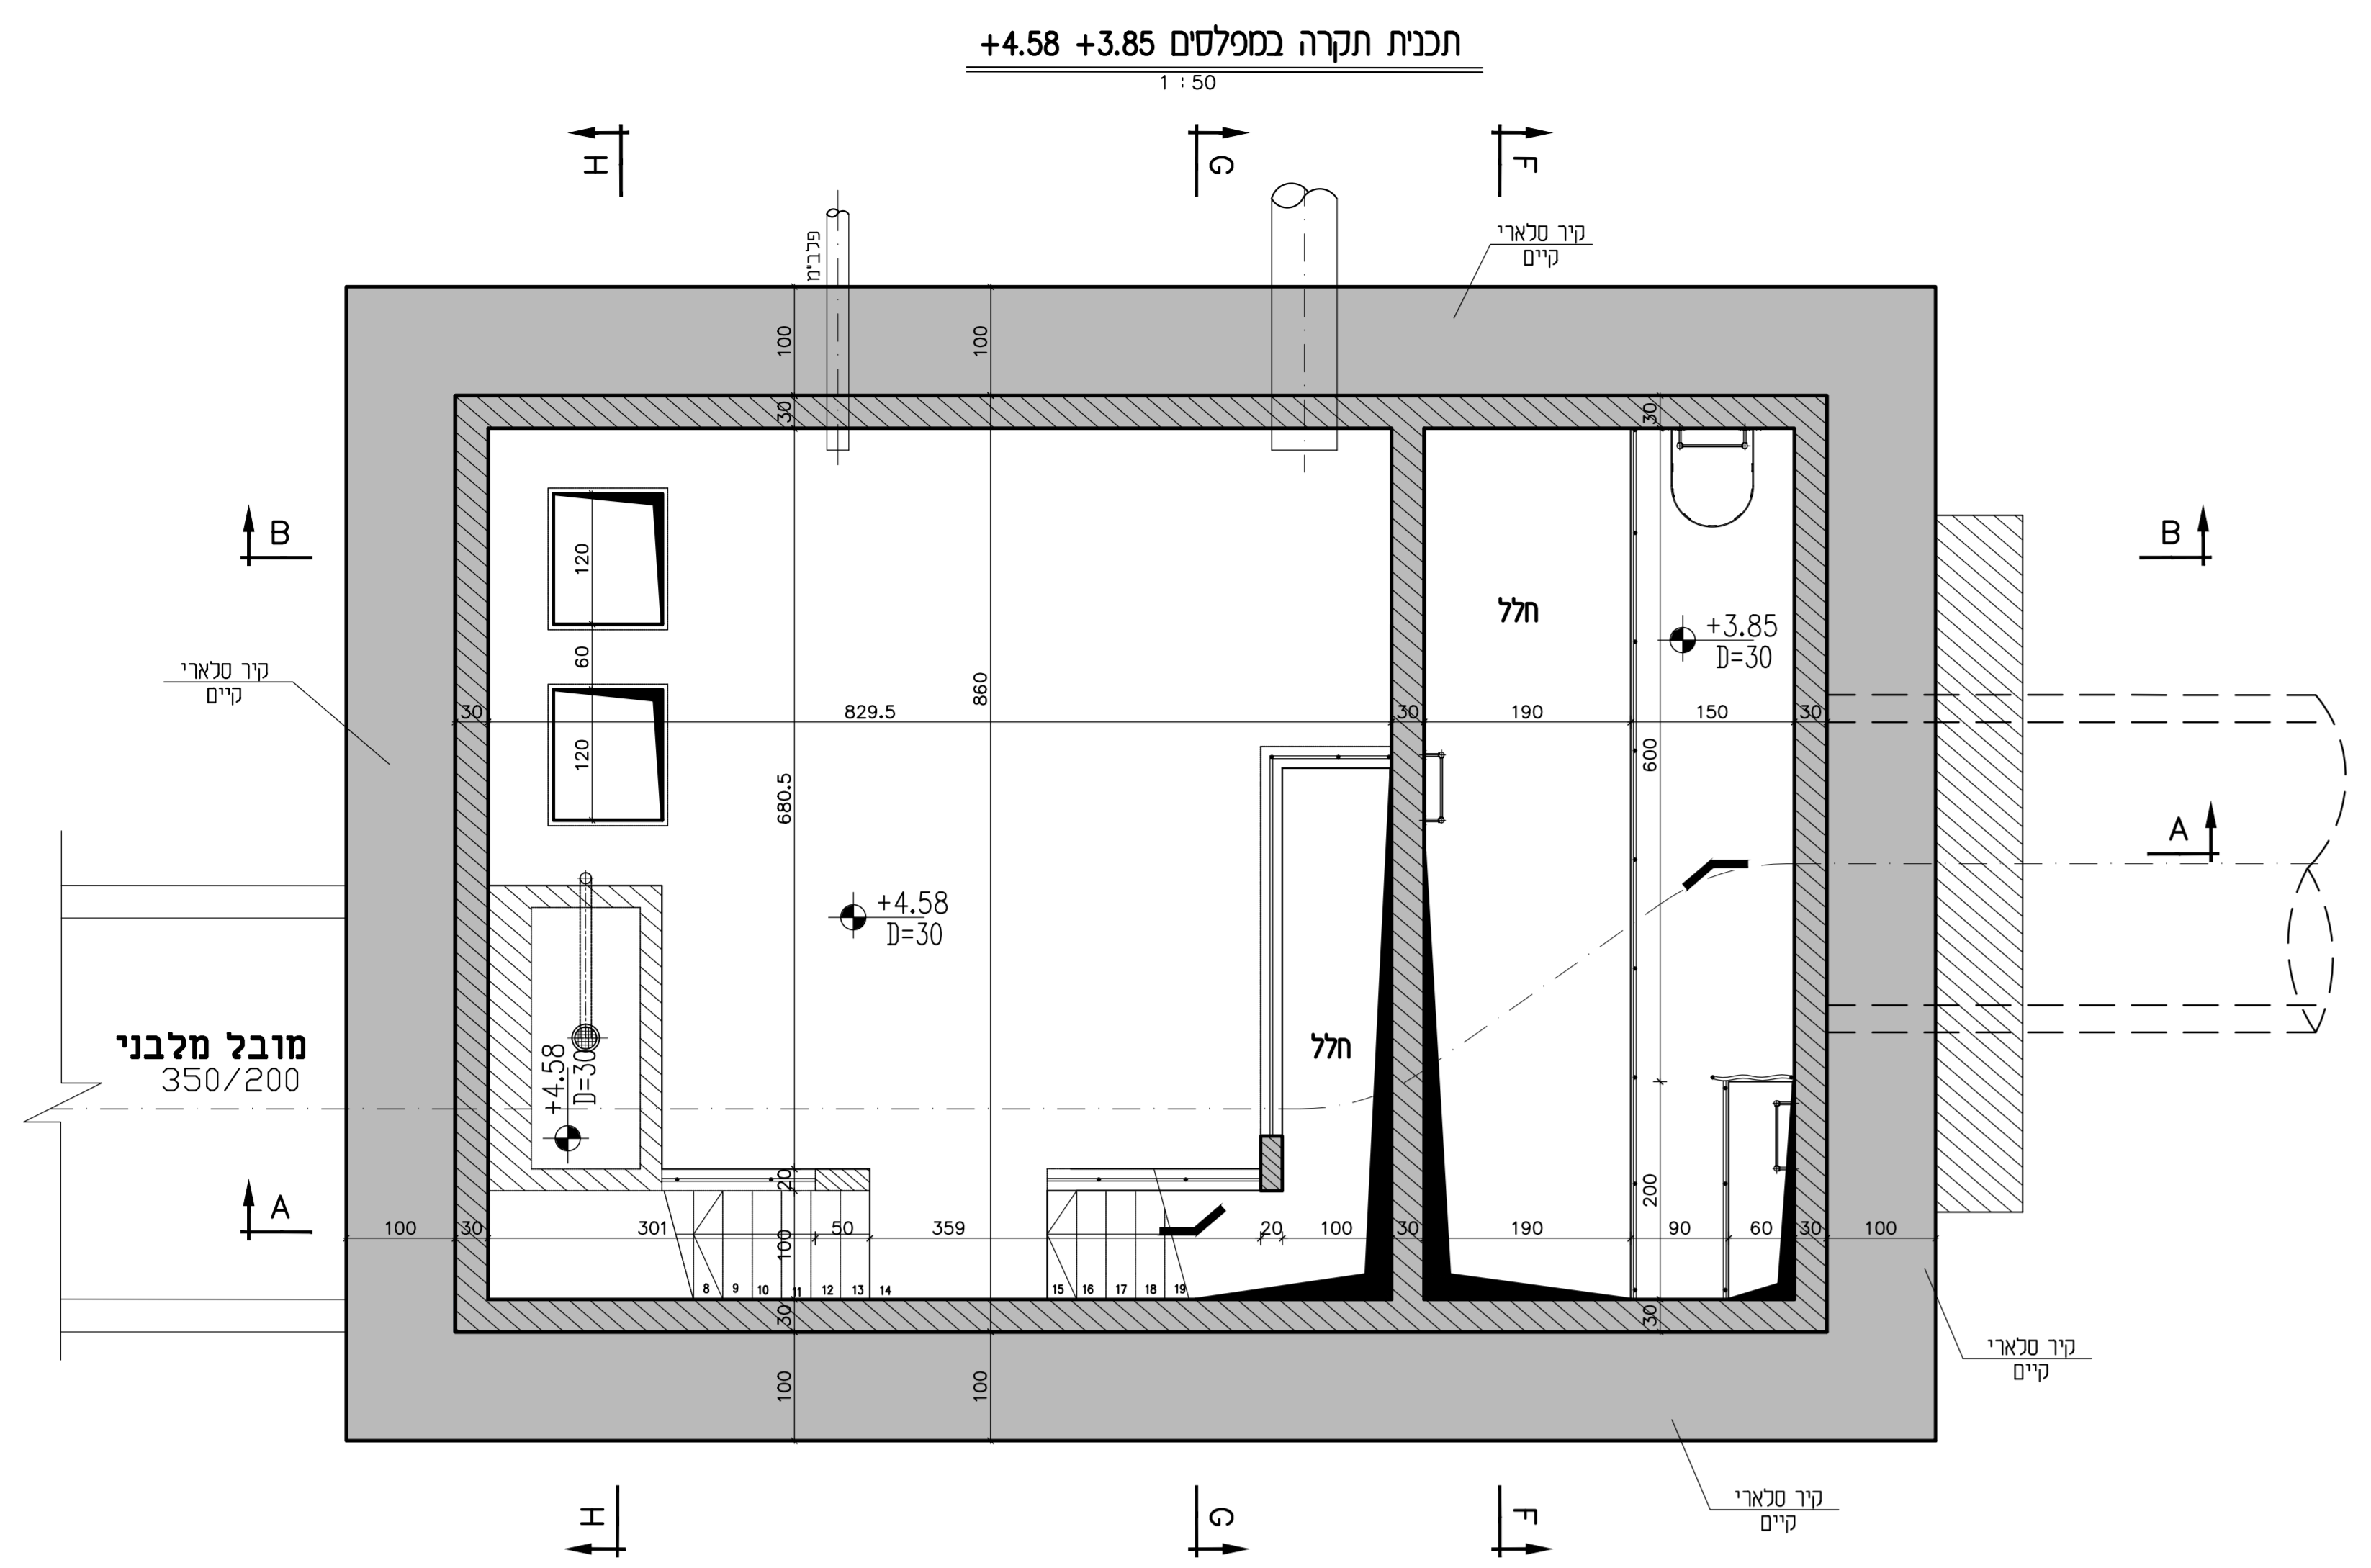 תכנית תקרה במפלסים 3.85+ 4.58+
1 : 50
H
G
F
פלב"מ
קיר סלארי
קיים
100
100
30
30
B
B
120
60
120
חלל
+3.85
D=30
קיר סלארי
קיים
30
829.5
860
30
190
150
30
680.5
600
A
+4.58
D=30
חלל
מובל מלבני
350/200
+4.58
D=30
A
20
200
100
30
301
100
50
359
20
100
30
190
90
60
30
100
8
9
10
11
12
13
14
15
16
17
18
19
30
30
100
100
קיר סלארי
קיים
קיר סלארי
קיים
H
G
F